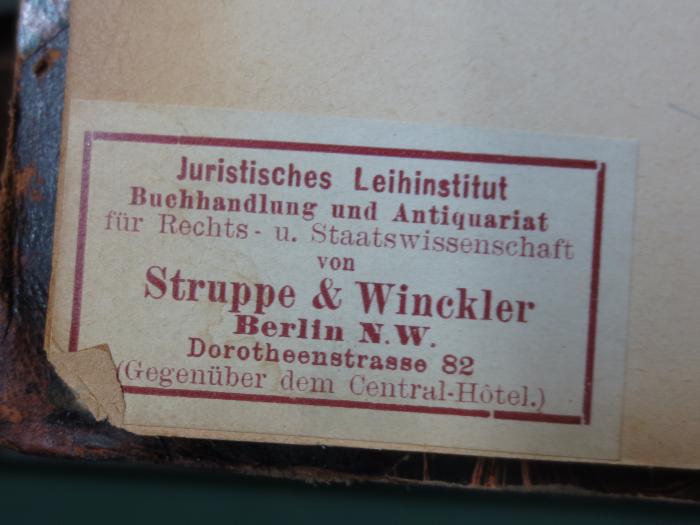 Juristisches Leihinstitut
Buchhandlung und Antiquariat
für Rechts- u. Staatswissenschaft
von
Struppe & Winckler
Berlin N.W.
Dorotheenstrasse 82
(Gegenüber dem Central-Hôtel.)